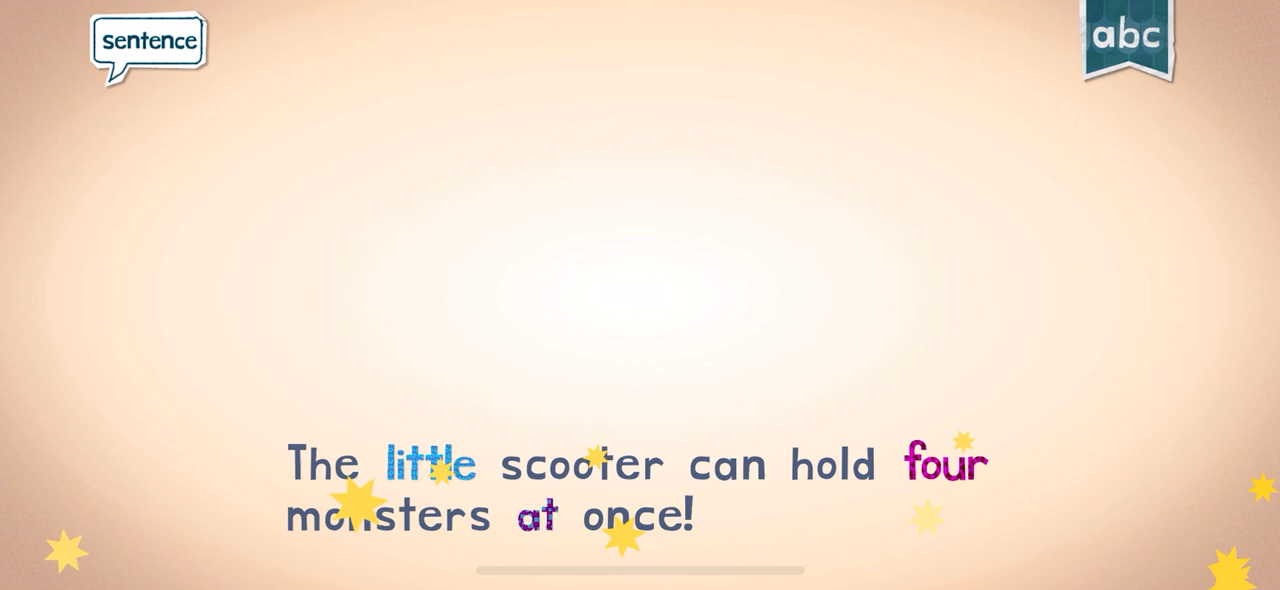 sentence
abc
The little scooter can hold four
monsters at once!